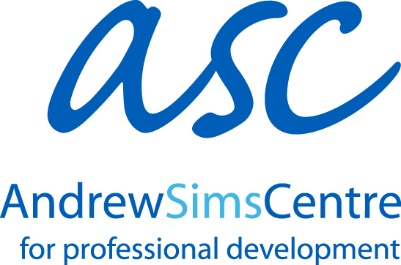 asc
AndrewSimsCentre
for professional development